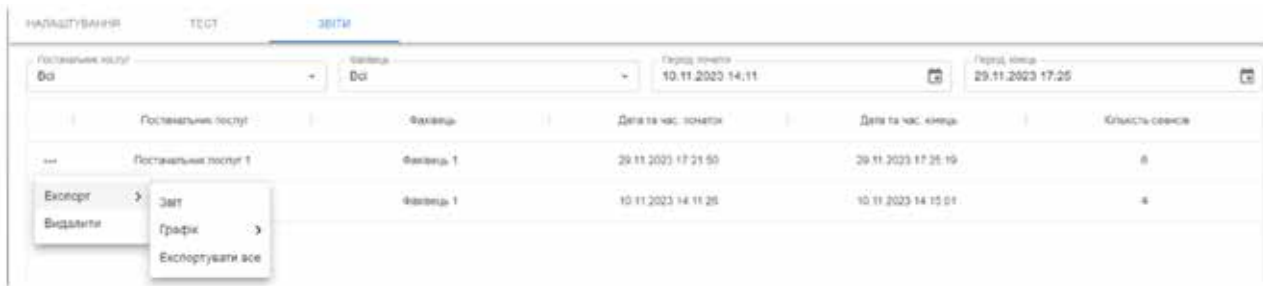 НАЛАШТУВАННЯ ТЕСТ ЗВІТИ
Постачальник послуг Фахівець Період, початок Період, кінець
Всі Всі 10.11.2023 14:11 29.11.2023 17:25
Постачальник послуг Фахівець Дата та час, початок Дата та час, кінець Кількість сеансів
... Постачальник послуг 1 Фахівець 1 29.11.2023 17:21:50 29.11.2023 17:25:19 6
Експорт > Звіт Фахівець 1 10.11.2023 14:11:26 10.11.2023 14:15:01 4
Видалити Графік >
Експортувати все